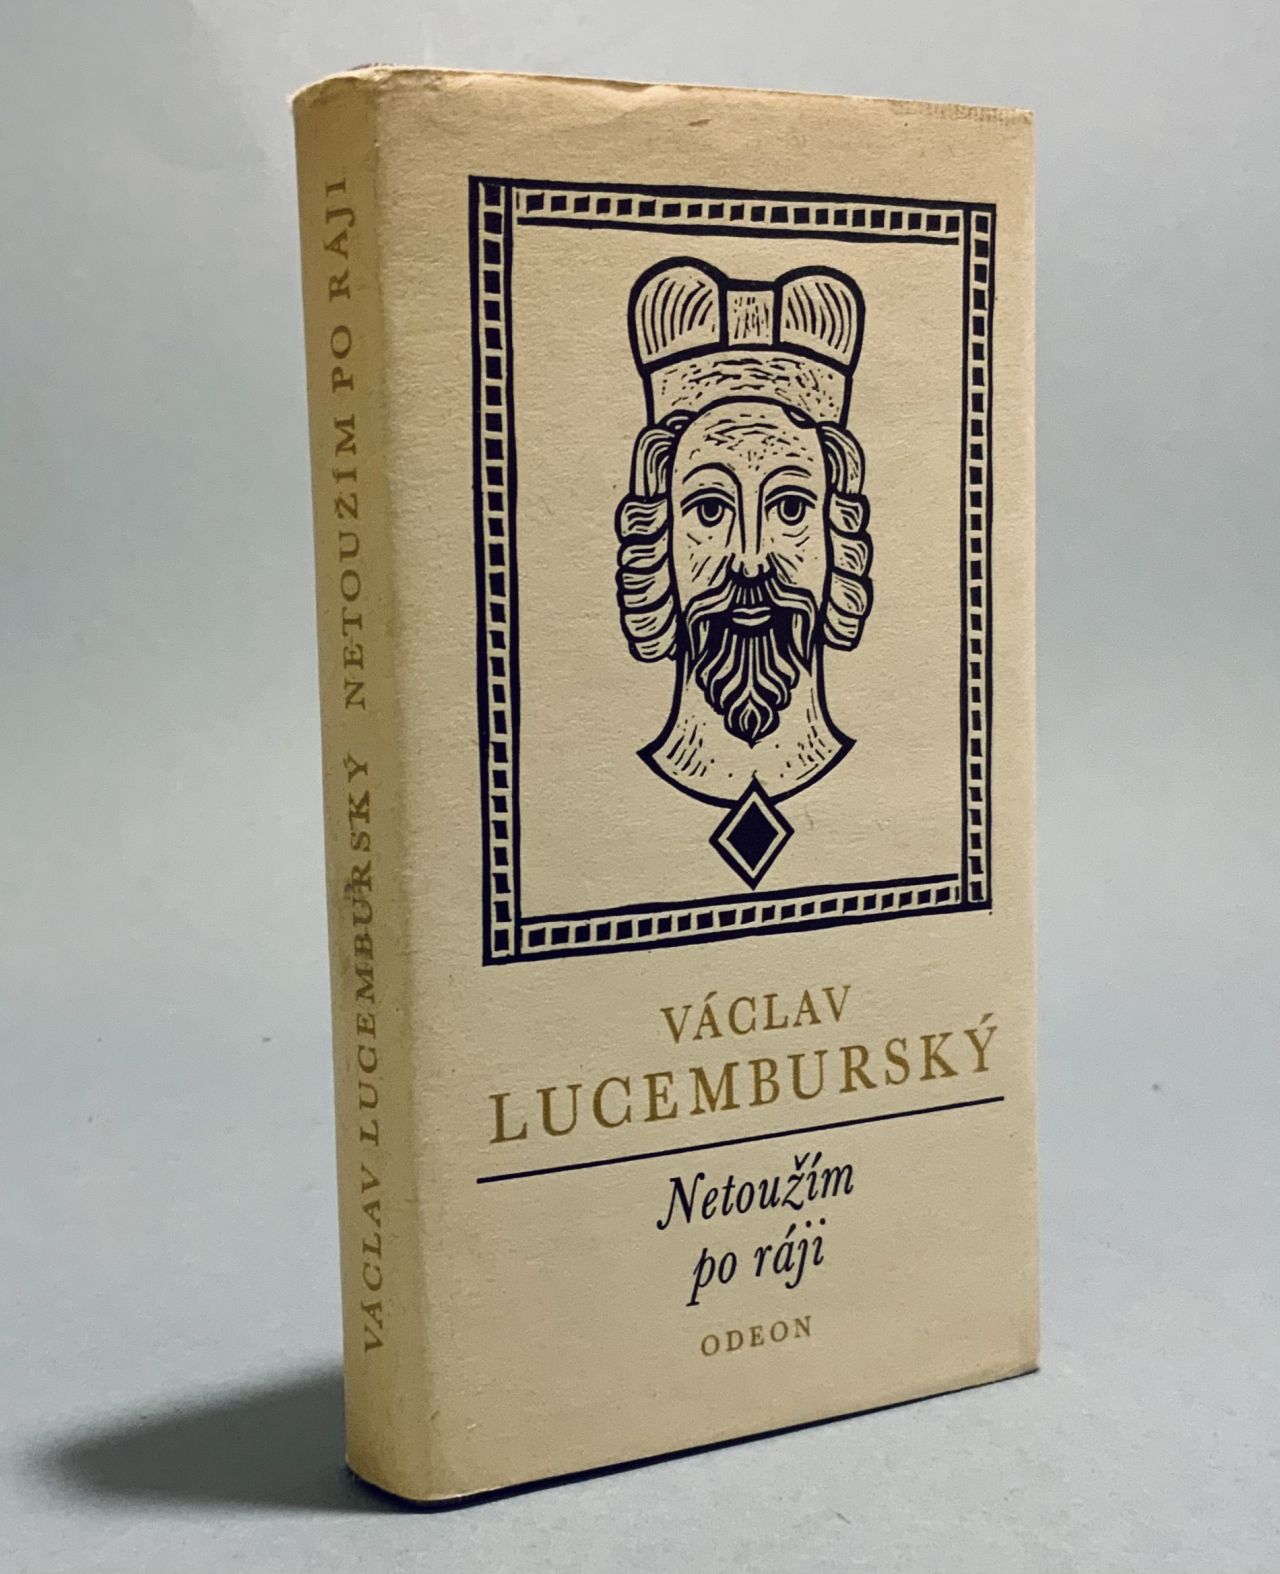 VÁCLAV LUCEMBURSKÝ NETOUŽÍM PO RÁJI
VÁCLAV
LUCEMBURSKÝ
Netoužím
po ráji
ODEON